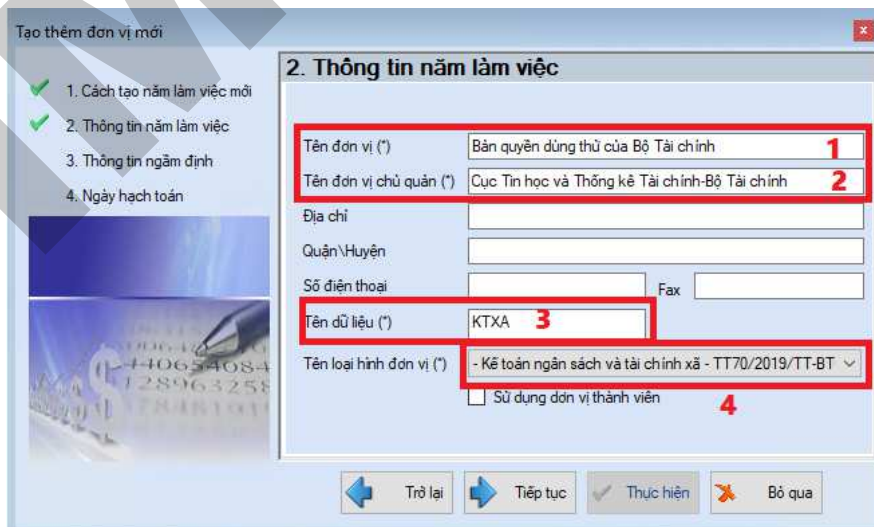 Tạo thêm đơn vị mới
1. Cách tạo năm làm việc mới
2. Thông tin năm làm việc
3. Thông tin ngầm định
4. Ngày hạch toán
2. Thông tin năm làm việc
Tên đơn vị (*) Bản quyền dùng thử của Bộ Tài chính 1
Tên đơn vị chủ quản (*) Cục Tin học và Thống kê Tài chính-Bộ Tài chính 2
Địa chỉ
Quận\Huyện
Số điện thoại Fax
Tên dữ liệu (*) KTXA 3
Tên loại hình đơn vị (*) - Kế toán ngân sách và tài chính xã - TT70/2019/TT-BT
Sử dụng đơn vị thành viên 4
Trở lại Tiếp tục Thực hiện Bỏ qua